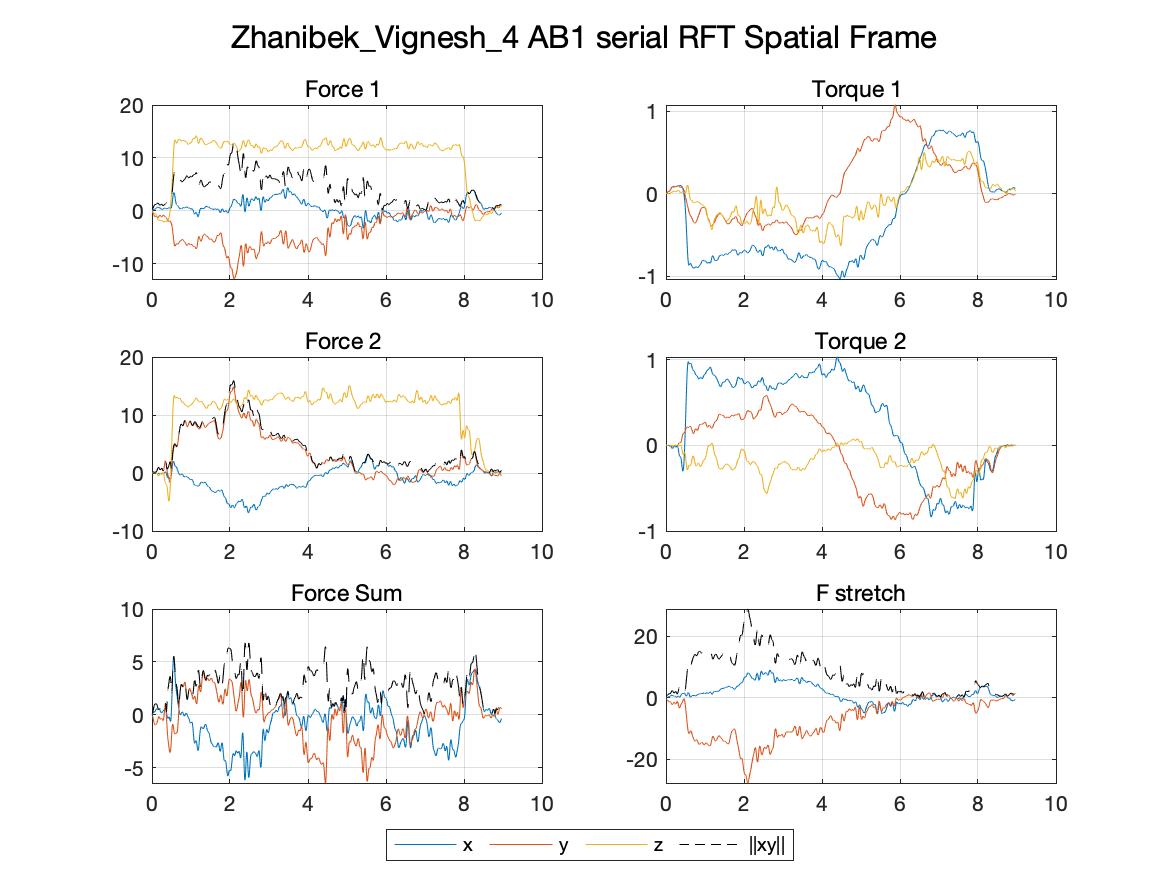 Zhanibek_Vignesh_4 AB1 serial RFT Spatial Frame
Force 1
20
10
0
-10
0 2 4 6 8 10
Torque 1
1
0
-1
0 2 4 6 8 10
Force 2
20
10
0
-10
0 2 4 6 8 10
Torque 2
1
0
-1
0 2 4 6 8 10
Force Sum
10
5
0
-5
0 2 4 6 8 10
F stretch
20
0
-20
0 2 4 6 8 10
x y z ||xy||